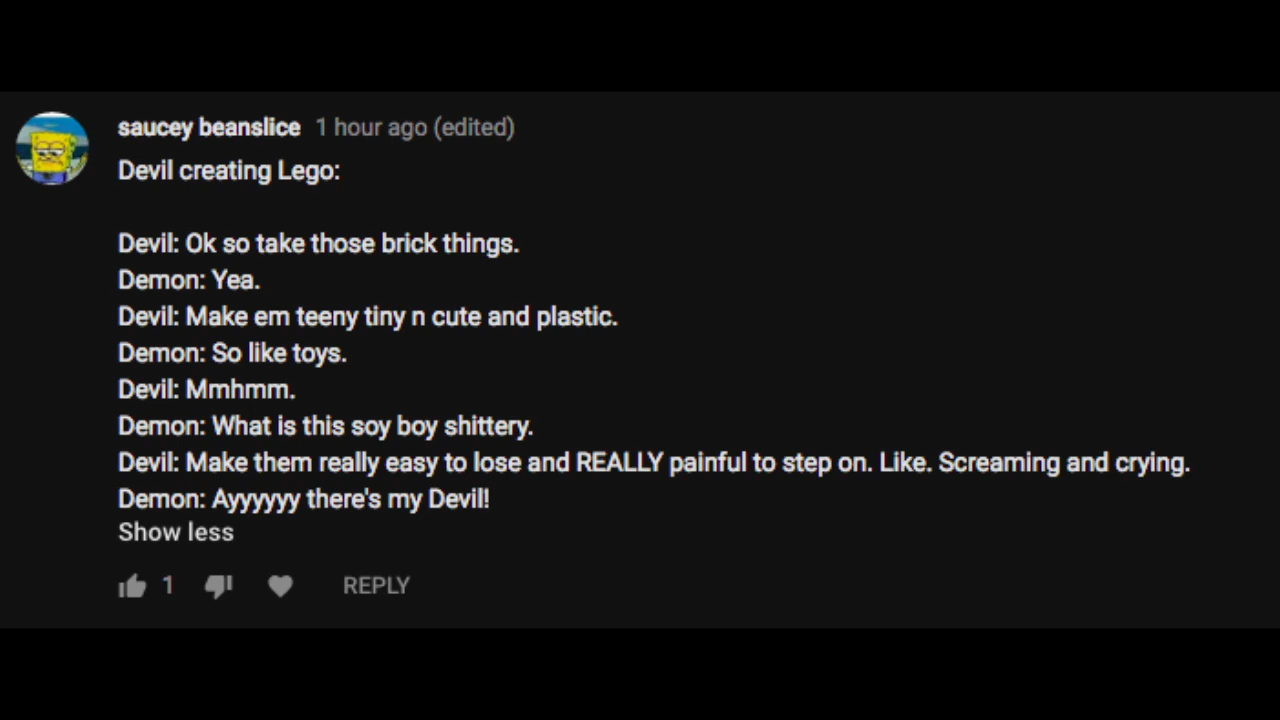 saucey beanslice 1 hour ago (edited)
Devil creating Lego:
Devil: Ok so take those brick things.
Demon: Yea.
Devil: Make em teeny tiny n cute and plastic.
Demon: So like toys.
Devil: Mmhmm.
Demon: What is this soy boy shittery.
Devil: Make them really easy to lose and REALLY painful to step on. Like. Screaming and crying.
Demon: Ayyyyyy there's my Devil!
Show less
1 REPLY